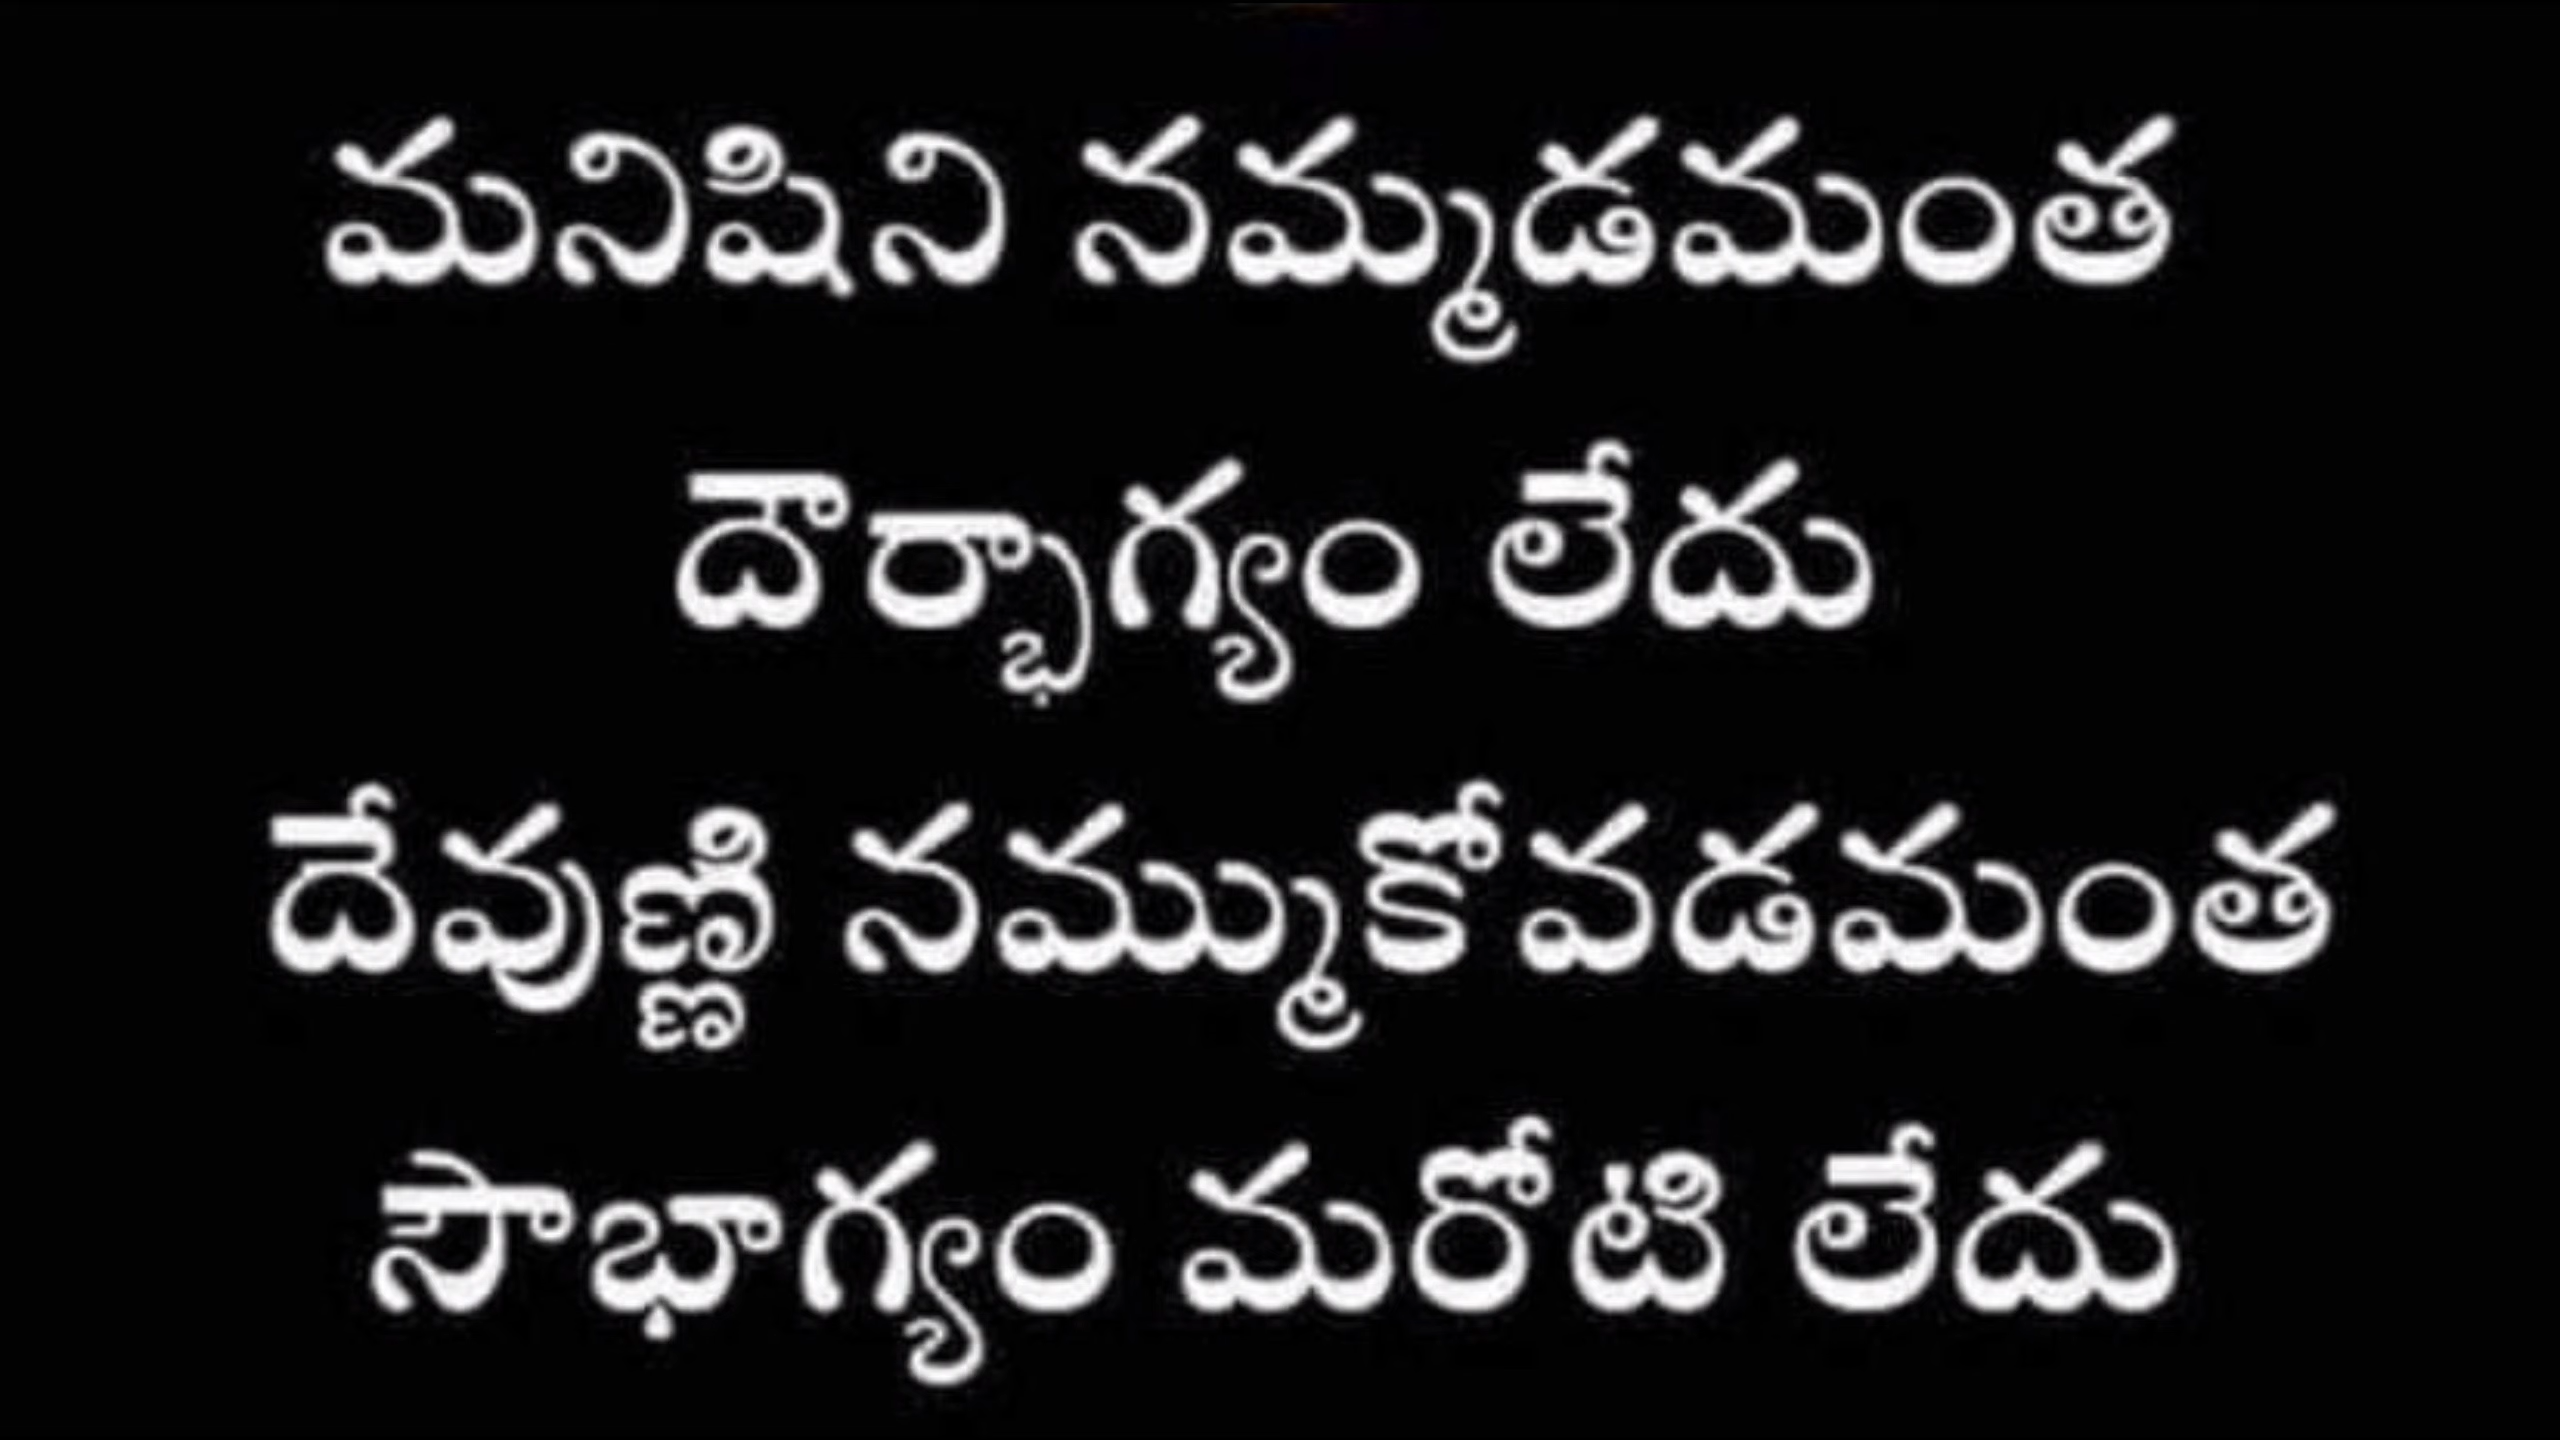 మనిషిని నమ్మడమంత
దౌర్భాగ్యం లేదు
దేవుణ్ణి నమ్ముకోవడమంత
సౌభాగ్యం మరోటి లేదు